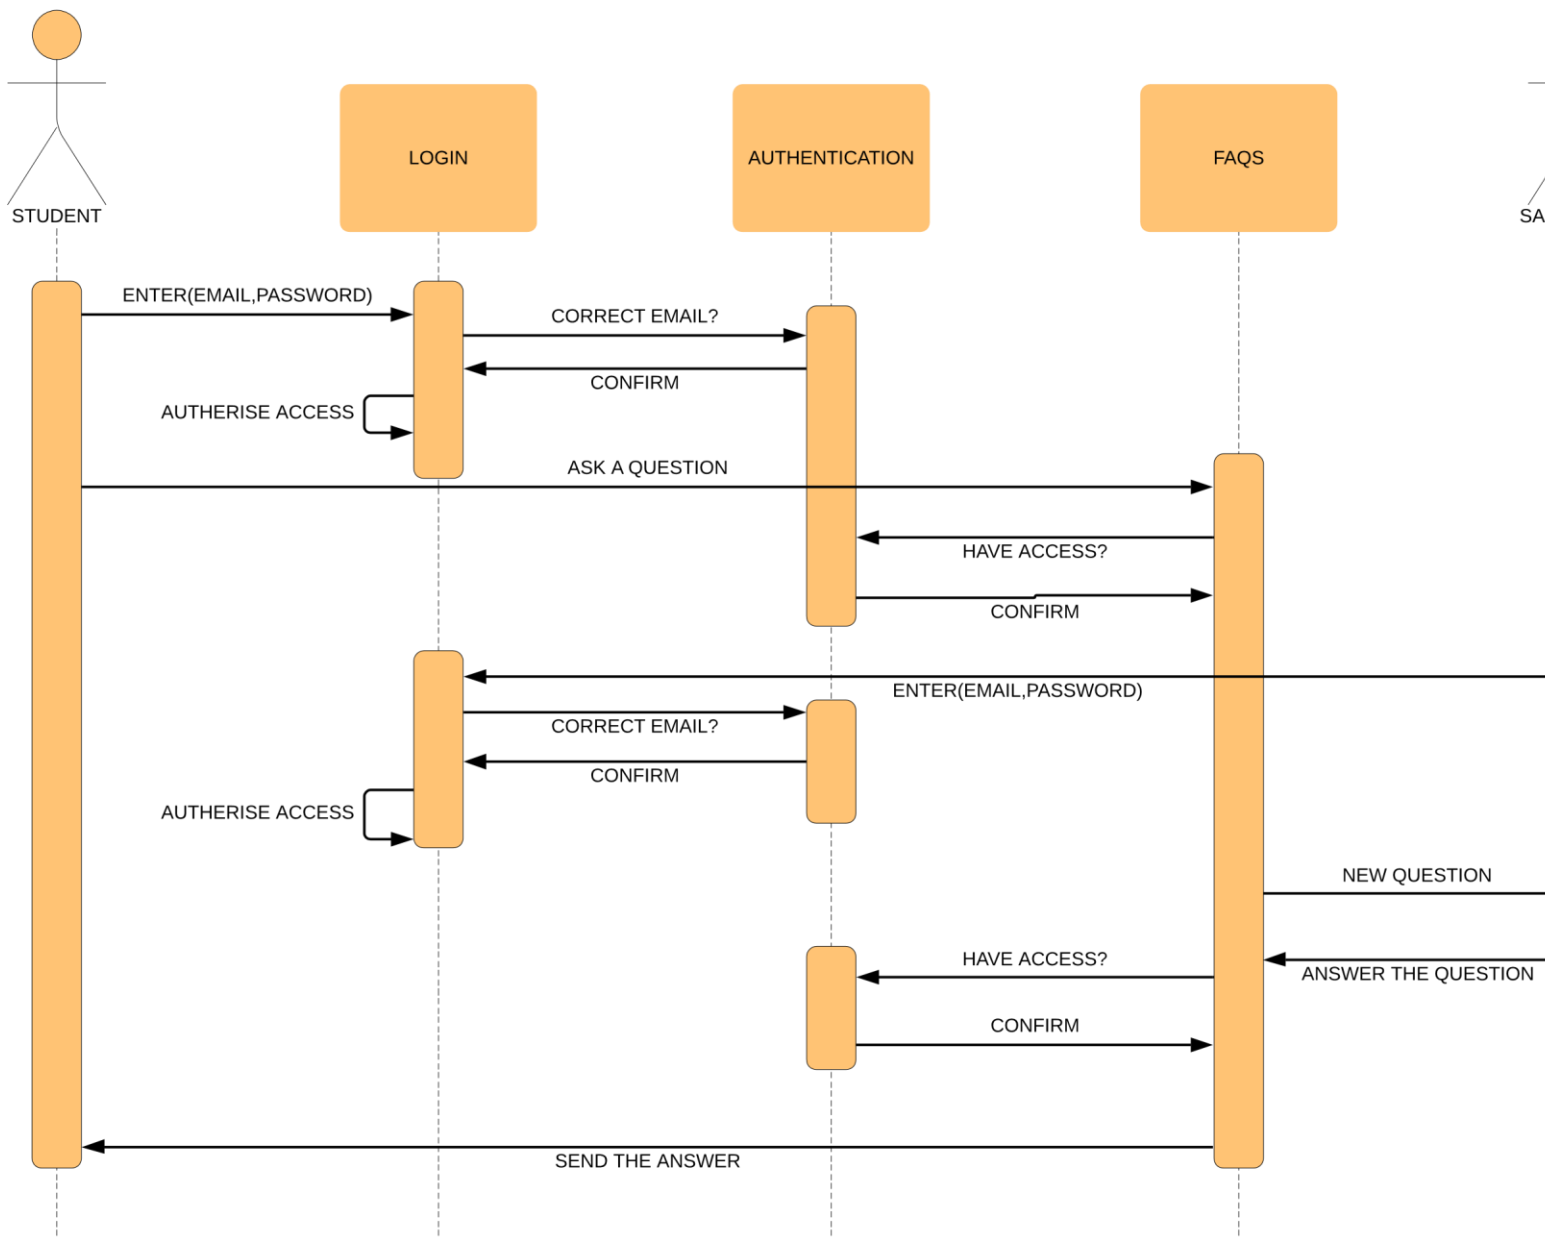 LOGIN
AUTHENTICATION
FAQS
STUDENT
SA
ENTER(EMAIL,PASSWORD)
CORRECT EMAIL?
CONFIRM
AUTHERISE ACCESS
ASK A QUESTION
HAVE ACCESS?
CONFIRM
ENTER(EMAIL,PASSWORD)
CORRECT EMAIL?
CONFIRM
AUTHERISE ACCESS
NEW QUESTION
HAVE ACCESS?
ANSWER THE QUESTION
CONFIRM
SEND THE ANSWER